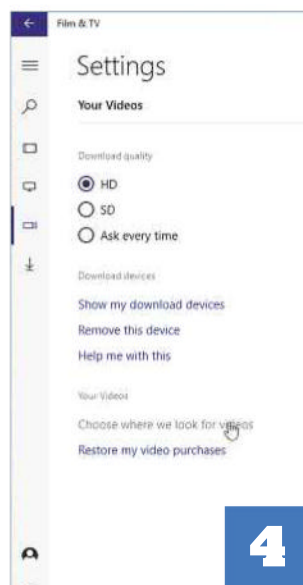 Film & TV
Settings
Your Videos
Download quality
HD
SD
Ask every time
Download devices
Show my download devices
Remove this device
Help me with this
Your Videos
Choose where we look for videos
Restore my video purchases
4